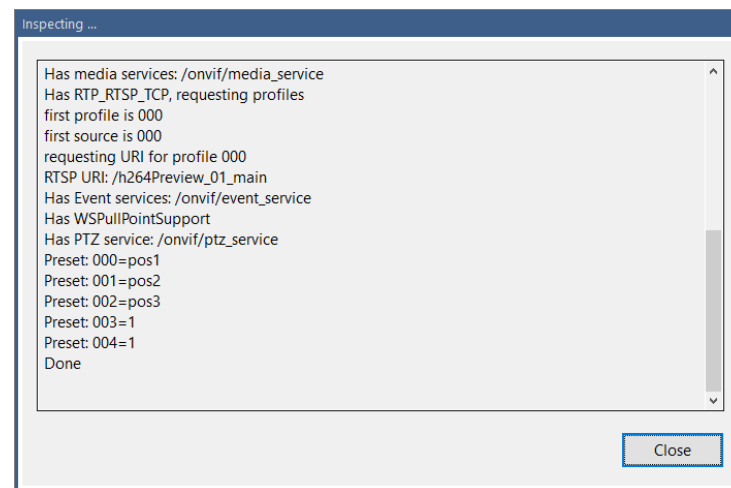 Inspecting ...
Has media services: /onvif/media_service
Has RTP_RTSP_TCP, requesting profiles
first profile is 000
first source is 000
requesting URI for profile 000
RTSP URI: /h264Preview_01_main
Has Event services: /onvif/event_service
Has WSPullPointSupport
Has PTZ service: /onvif/ptz_service
Preset: 000=pos1
Preset: 001=pos2
Preset: 002=pos3
Preset: 003=1
Preset: 004=1
Done
Close